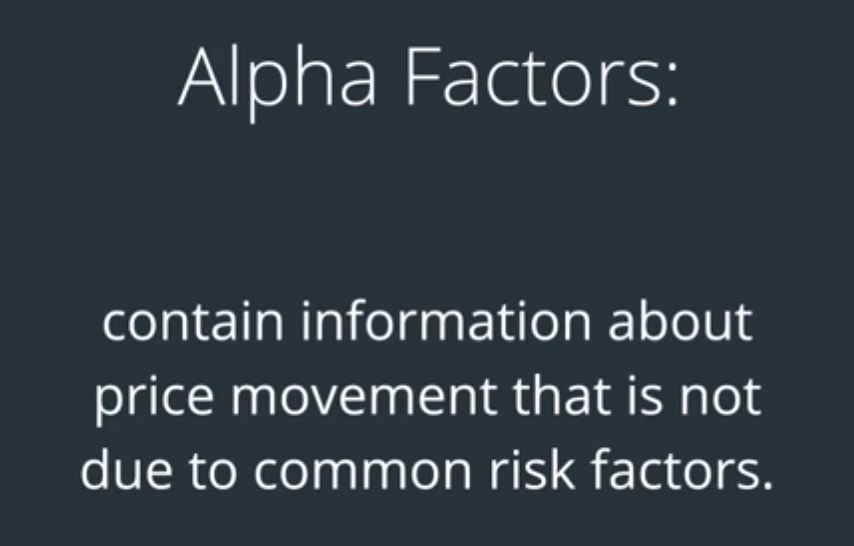 Alpha Factors:
contain information about
price movement that is not
due to common risk factors.